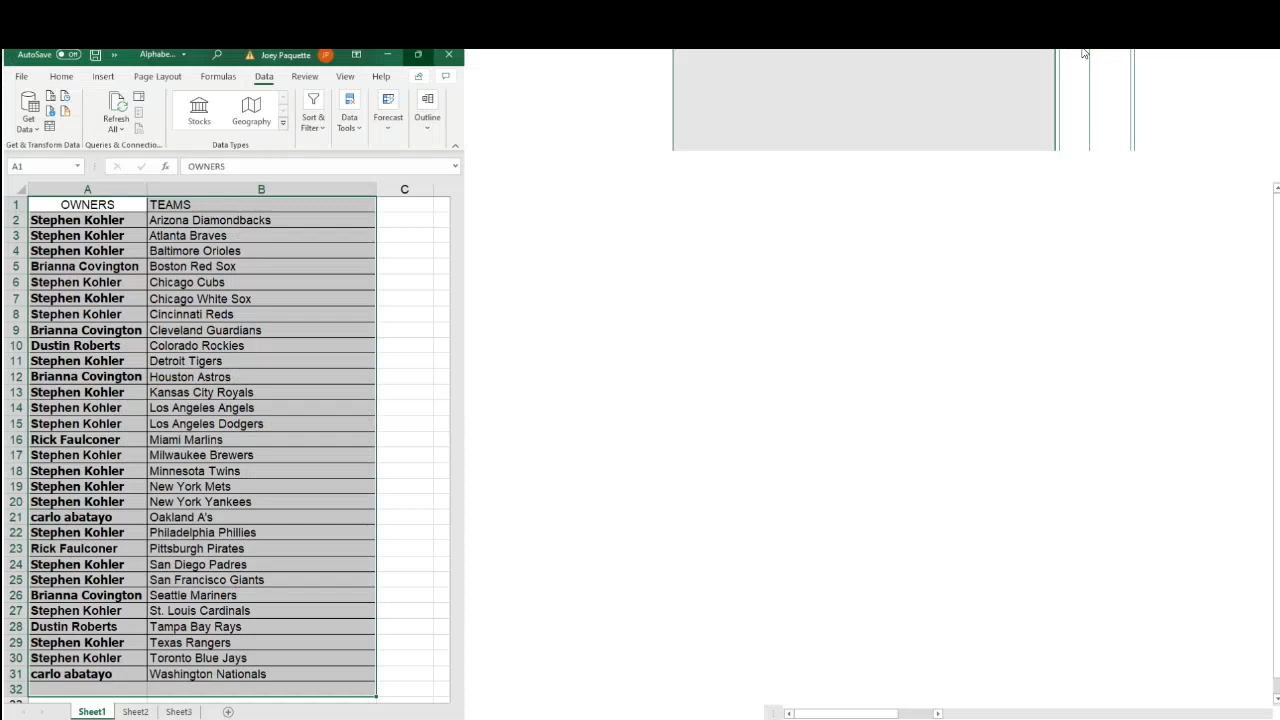 AutoSave Off » Alphabe... Joey Paquette JP
File Home Insert Page Layout Formulas Data Review View Help
Get Data Refresh All Stocks Geography Sort & Filter Data Tools Forecast Outline
Get & Transform Data Queries & Connectio... Data Types
A1 fx OWNERS
A B C
1 OWNERS TEAMS
2 Stephen Kohler Arizona Diamondbacks
3 Stephen Kohler Atlanta Braves
4 Stephen Kohler Baltimore Orioles
5 Brianna Covington Boston Red Sox
6 Stephen Kohler Chicago Cubs
7 Stephen Kohler Chicago White Sox
8 Stephen Kohler Cincinnati Reds
9 Brianna Covington Cleveland Guardians
10 Dustin Roberts Colorado Rockies
11 Stephen Kohler Detroit Tigers
12 Brianna Covington Houston Astros
13 Stephen Kohler Kansas City Royals
14 Stephen Kohler Los Angeles Angels
15 Stephen Kohler Los Angeles Dodgers
16 Rick Faulconer Miami Marlins
17 Stephen Kohler Milwaukee Brewers
18 Stephen Kohler Minnesota Twins
19 Stephen Kohler New York Mets
20 Stephen Kohler New York Yankees
21 carlo abatayo Oakland A's
22 Stephen Kohler Philadelphia Phillies
23 Rick Faulconer Pittsburgh Pirates
24 Stephen Kohler San Diego Padres
25 Stephen Kohler San Francisco Giants
26 Brianna Covington Seattle Mariners
27 Stephen Kohler St. Louis Cardinals
28 Dustin Roberts Tampa Bay Rays
29 Stephen Kohler Texas Rangers
30 Stephen Kohler Toronto Blue Jays
31 carlo abatayo Washington Nationals
32
Sheet1 Sheet2 Sheet3